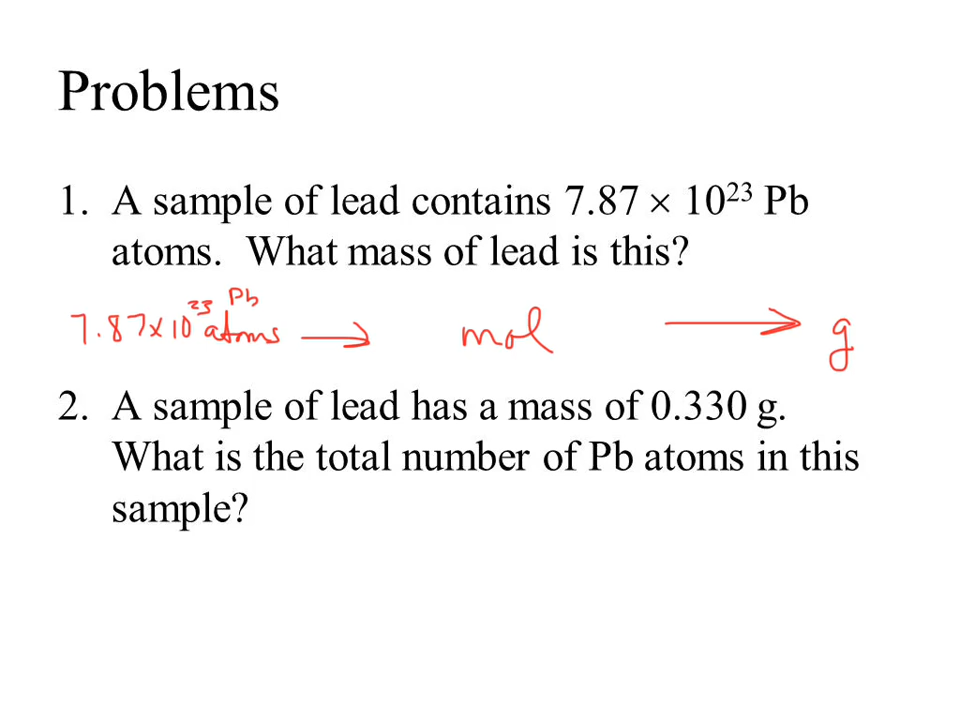 Problems
1. A sample of lead contains 7.87 × 10²³ Pb
atoms. What mass of lead is this?
7.87 × 10²³ Pb atoms → mol → g
2. A sample of lead has a mass of 0.330 g.
What is the total number of Pb atoms in this
sample?